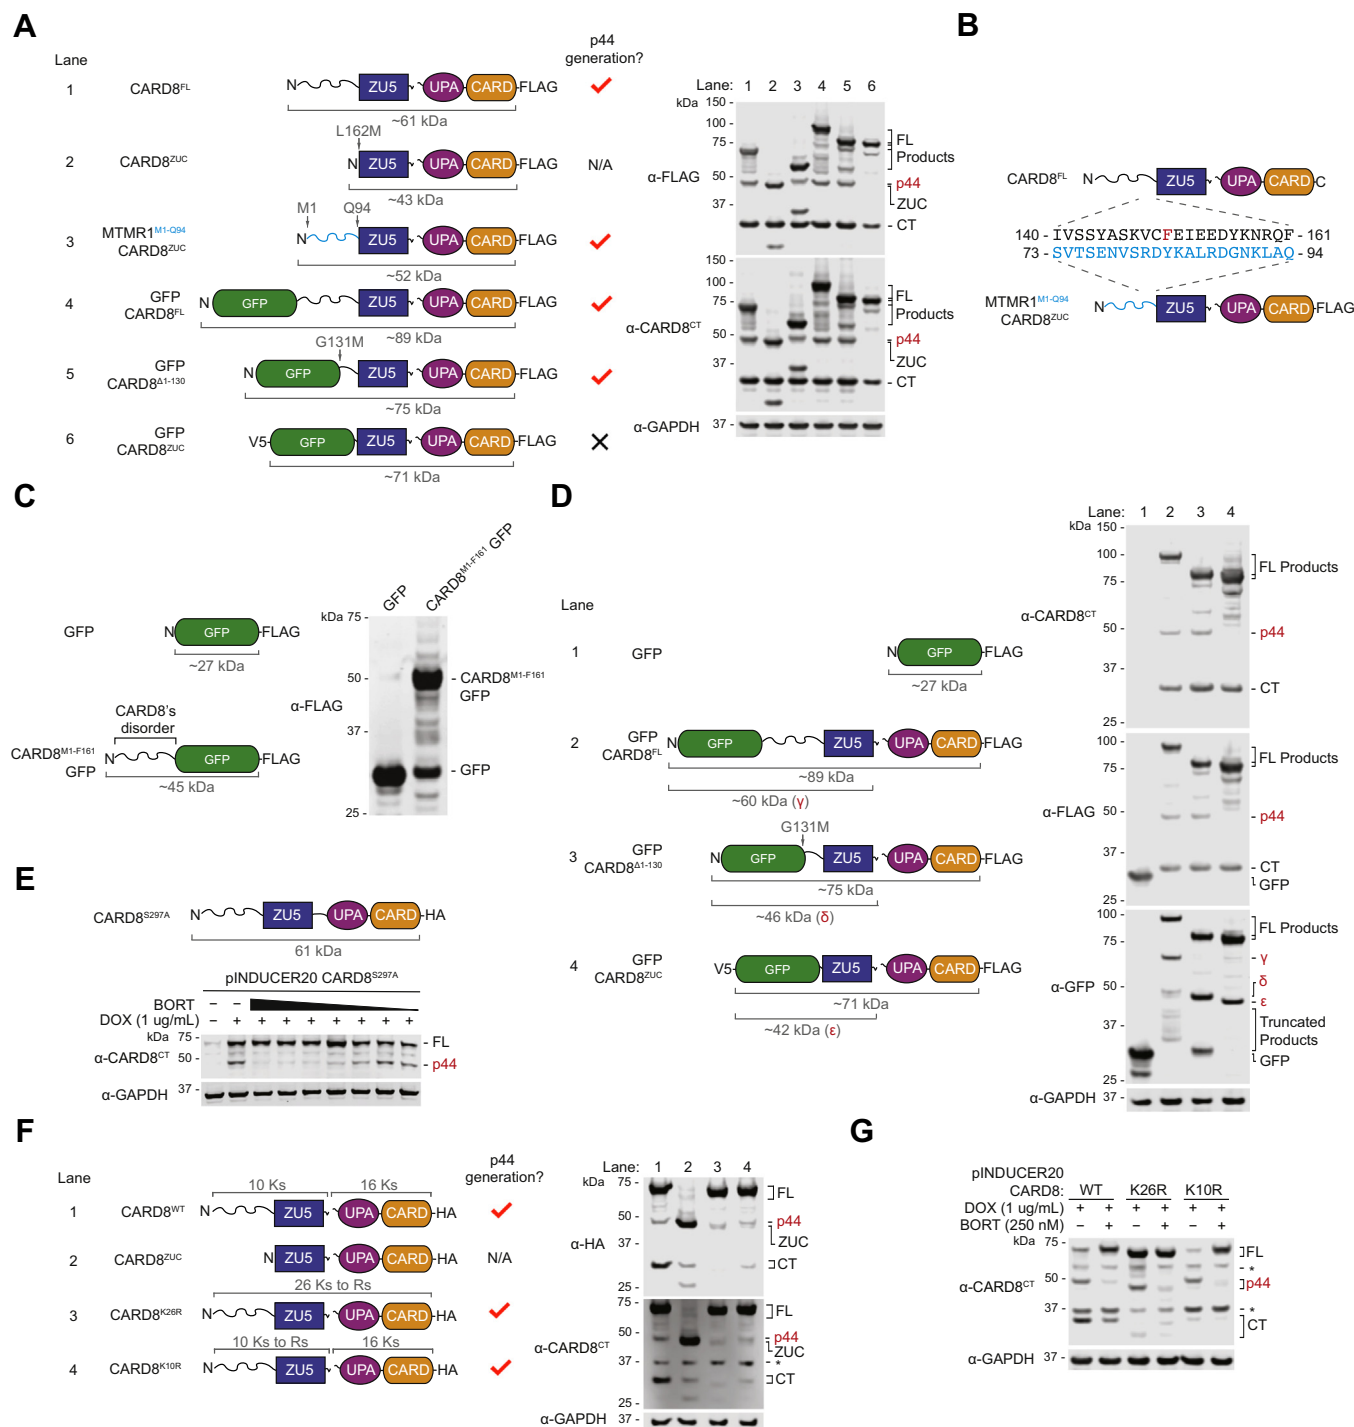 A
Lane
p44
generation?
1
CARD8FL
N
ZU5
UPA
CARD
FLAG
~61 kDa
L162M
2
CARD8ZUC
N
ZU5
UPA
CARD
FLAG
N/A
~43 kDa
M1
Q94
3
MTMR1M1-Q94
CARD8ZUC
N
ZU5
UPA
CARD
FLAG
~52 kDa
4
GFP
CARD8FL
N
GFP
ZU5
UPA
CARD
FLAG
~89 kDa
G131M
5
GFP
CARD8Δ1-130
N
GFP
ZU5
UPA
CARD
FLAG
~75 kDa
6
GFP
CARD8ZUC
V5
GFP
ZU5
UPA
CARD
FLAG
~71 kDa
Lane: 1 2 3 4 5 6
kDa
150 -
100 -
75 -
50 -
37 -
25 -
α-FLAG
FL
Products
p44
ZUC
- CT
150 -
100 -
75 -
50 -
37 -
25 -
α-CARD8CT
FL
Products
p44
ZUC
- CT
α-GAPDH
37 -
B
CARD8FL
N
ZU5
UPA
CARD
C
140 - IVSSYASKVCFEIEEDYKNRQF - 161
73 - SVTSENVSRDYKALRDGNKLAQ - 94
MTMR1M1-Q94
CARD8ZUC
N
ZU5
UPA
CARD
FLAG
C
GFP
N
GFP
FLAG
~27 kDa
CARD8's
disorder
CARD8M1-F161
GFP
N
GFP
FLAG
~45 kDa
GFP
CARD8M1-F161 GFP
kDa 75 -
50 -
37 -
25 -
α-FLAG
- CARD8M1-F161
GFP
- GFP
D
Lane
1
GFP
N
GFP
FLAG
~27 kDa
2
GFP
CARD8FL
N
GFP
ZU5
UPA
CARD
FLAG
~89 kDa
~60 kDa (γ)
G131M
3
GFP
CARD8Δ1-130
N
GFP
ZU5
UPA
CARD
FLAG
~75 kDa
~46 kDa (δ)
4
GFP
CARD8ZUC
V5
GFP
ZU5
UPA
CARD
FLAG
~71 kDa
~42 kDa (ε)
Lane: 1 2 3 4
kDa 150 -
100 -
75 -
50 -
37 -
25 -
α-CARD8CT
FL Products
- p44
- CT
100 -
75 -
50 -
37 -
25 -
α-FLAG
FL Products
- p44
CT
GFP
100 -
75 -
50 -
37 -
25 -
α-GFP
FL Products
- γ
δ
- ε
Truncated
Products
GFP
α-GAPDH
37 -
E
CARD8S297A
N
ZU5
UPA
CARD
HA
61 kDa
pINDUCER20 CARD8S297A
BORT – –
DOX (1 ug/mL) – + + + + + + + +
kDa 75 -
50 -
α-CARD8CT
- FL
- p44
α-GAPDH
37 -
F
Lane
p44
generation?
10 Ks
16 Ks
1
CARD8WT
N
ZU5
UPA
CARD
HA
2
CARD8ZUC
N
ZU5
UPA
CARD
HA
N/A
26 Ks to Rs
3
CARD8K26R
N
ZU5
UPA
CARD
HA
10 Ks to Rs
16 Ks
4
CARD8K10R
N
ZU5
UPA
CARD
HA
Lane: 1 2 3 4
kDa
75 -
50 -
37 -
25 -
α-HA
FL
p44
ZUC
CT
75 -
50 -
37 -
25 -
α-CARD8CT
FL
p44
ZUC
- *
CT
α-GAPDH
37 -
G
pINDUCER20
CARD8: WT K26R K10R
DOX (1 ug/mL) + + + + + +
BORT (250 nM) – + – + – +
kDa
75 -
50 -
37 -
25 -
α-CARD8CT
FL
- *
p44
- *
CT
α-GAPDH
37 -